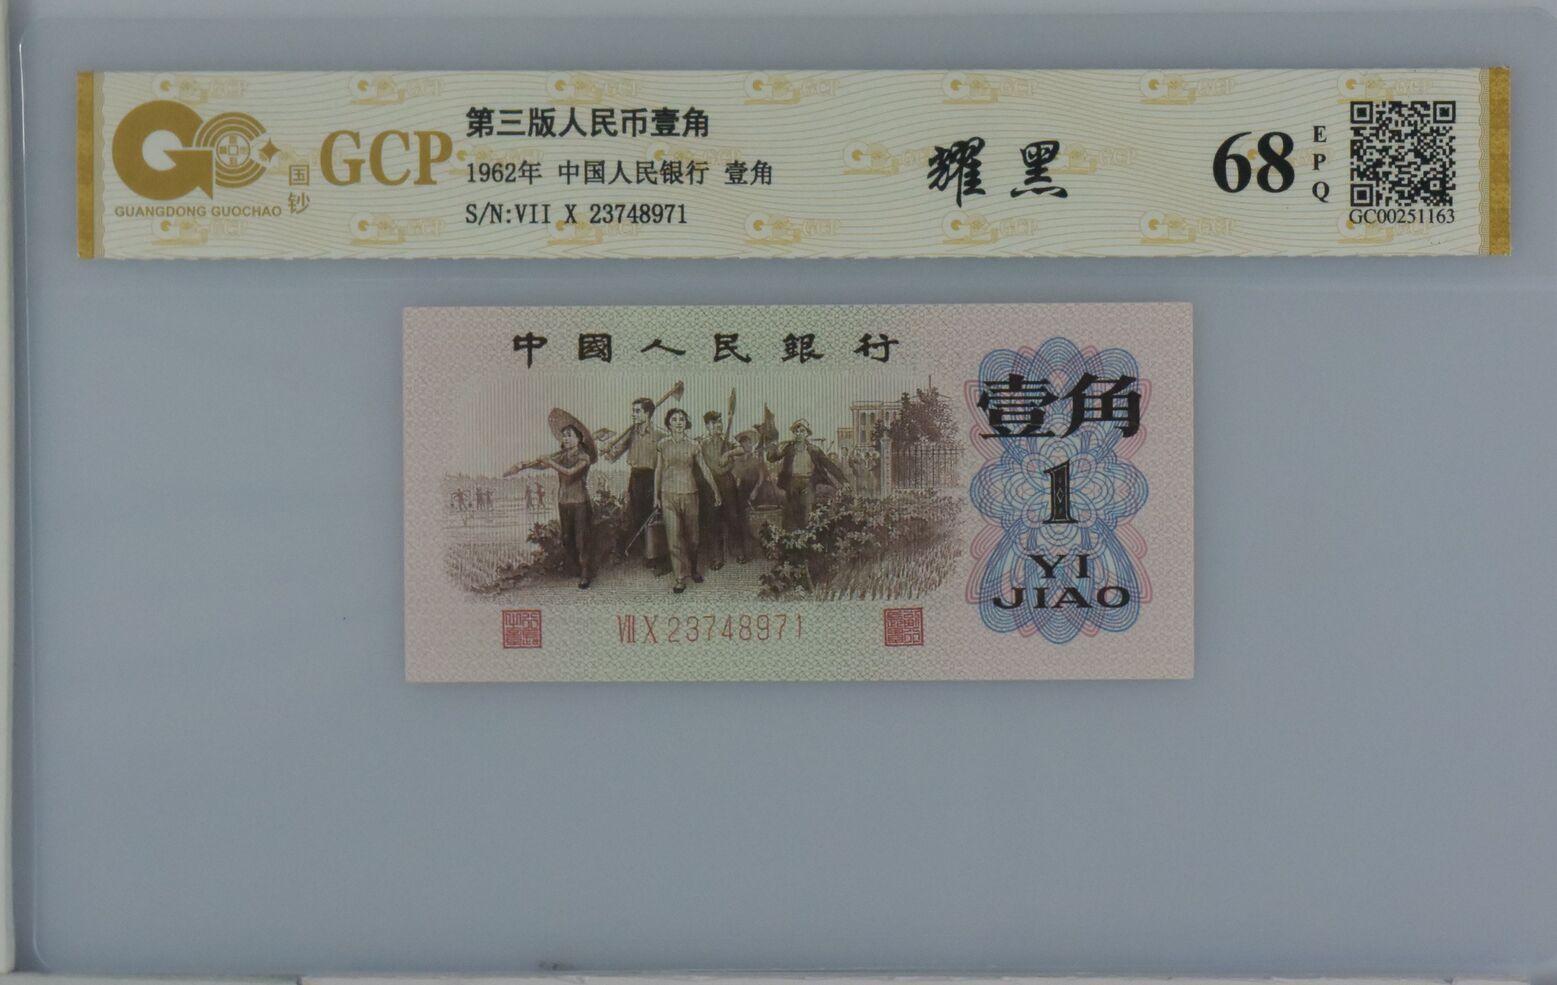 第三版人民币壹角
国钞
GCP
GUANGDONG GUOCHAO
1962年 中国人民银行 壹角
S/N:VII X 23748971
耀黑
68
EPQ
GC00251163
中國人民銀行
壹角
1
YI
JIAO
VII X 23748971